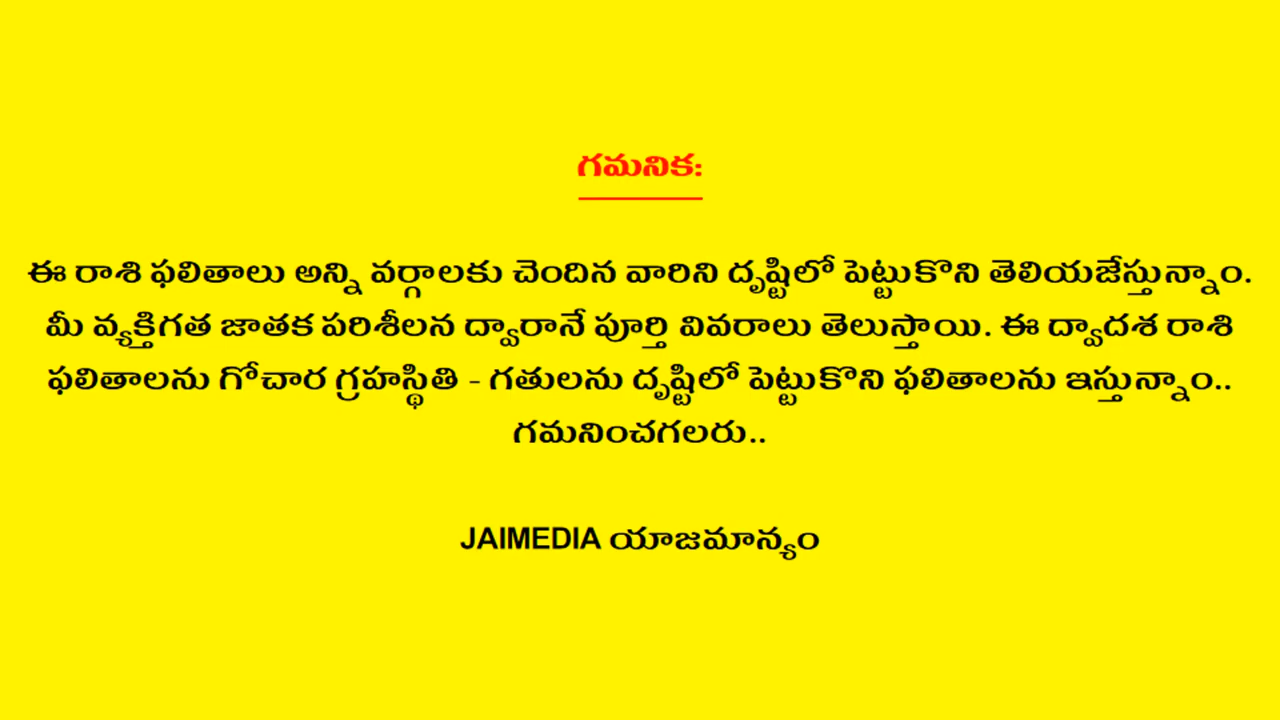 గమనిక:
ఈ రాశి ఫలితాలు అన్ని వర్గాలకు చెందిన వారిని దృష్టిలో పెట్టుకొని తెలియజేస్తున్నాం.
మీ వ్యక్తిగత జాతక పరిశీలన ద్వారానే పూర్తి వివరాలు తెలుస్తాయి. ఈ ద్వాదశ రాశి
ఫలితాలను గోచార గ్రహస్థితి - గతులను దృష్టిలో పెట్టుకొని ఫలితాలను ఇస్తున్నాం..
గమనించగలరు..
JAIMEDIA యాజమాన్యం